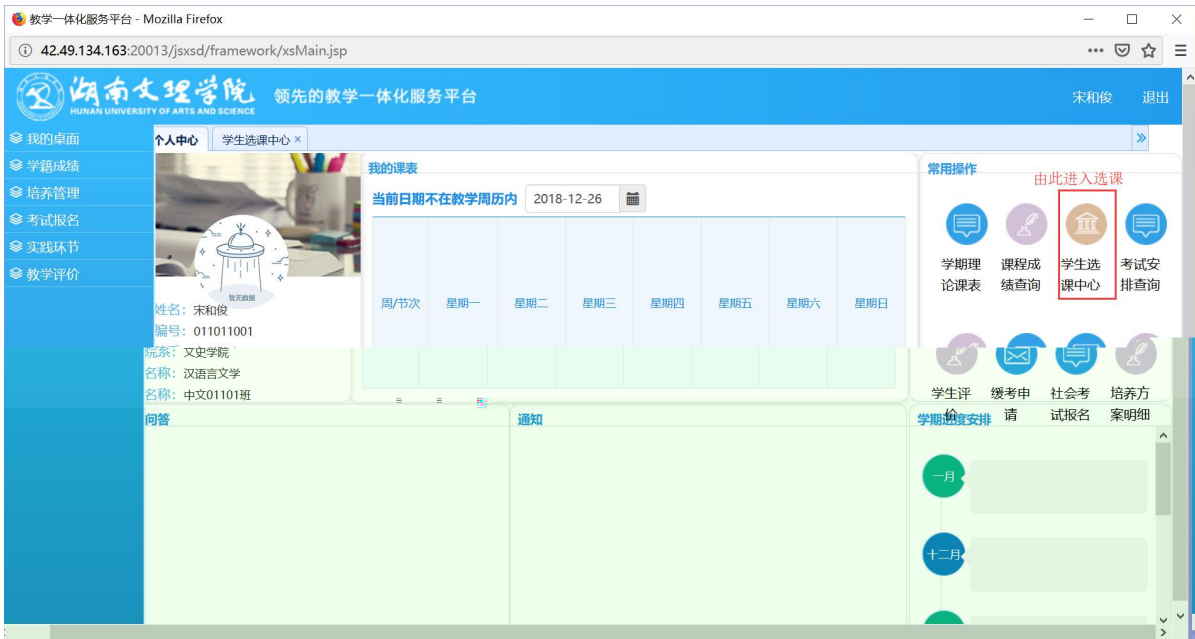 教学一体化服务平台 - Mozilla Firefox
42.49.134.163:20013/jsxsd/framework/xsMain.jsp
湖南文理学院
HUNAN UNIVERSITY OF ARTS AND SCIENCE
领先的教学一体化服务平台
宋和俊 退出
我的桌面
学籍成绩
培养管理
考试报名
实践环节
教学评价
个人中心 学生选课中心 ×
暂无数据
姓名：宋和俊
编号：011011001
院系：文史学院
名称：汉语言文学
名称：中文01101班
我的课表
当前日期不在教学周历内 2018-12-26
周/节次 星期一 星期二 星期三 星期四 星期五 星期六 星期日
常用操作
由此进入选课
学期理论课表
课程成绩查询
学生选课中心
考试安排查询
学生评价
缓考申请
社会考试报名
培养方案明细
问答
通知
学期进度安排
一月
十二月